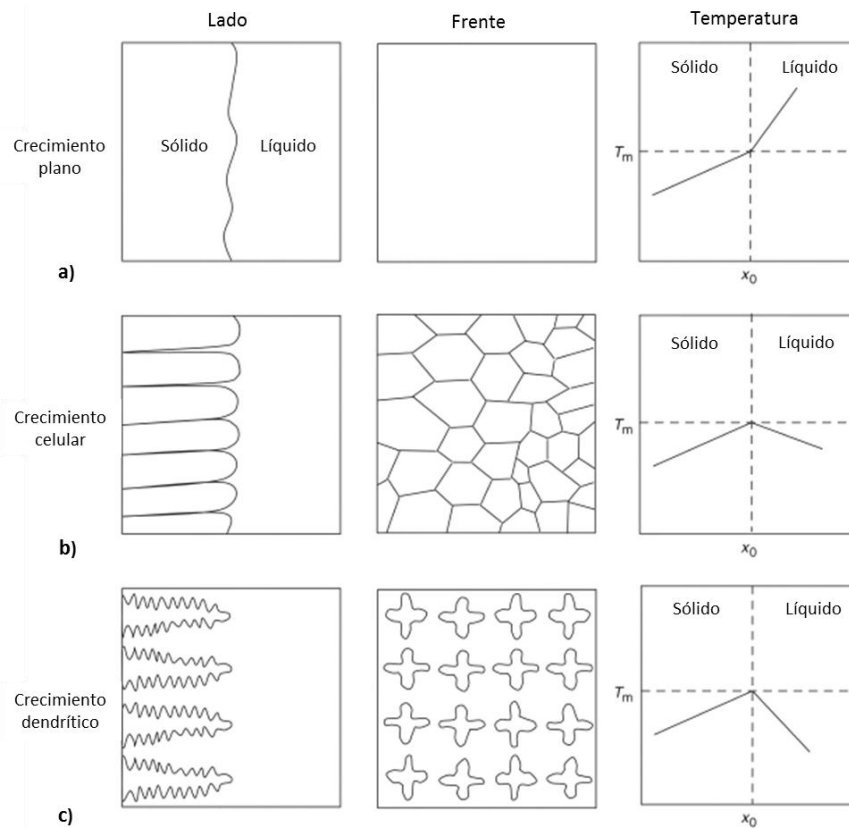 Lado
Frente
Temperatura
Crecimiento
plano
Sólido
Líquido
Sólido
Líquido
Tm
x0
a)
Crecimiento
celular
Sólido
Líquido
Tm
x0
b)
Crecimiento
dendrítico
Sólido
Líquido
Tm
x0
c)